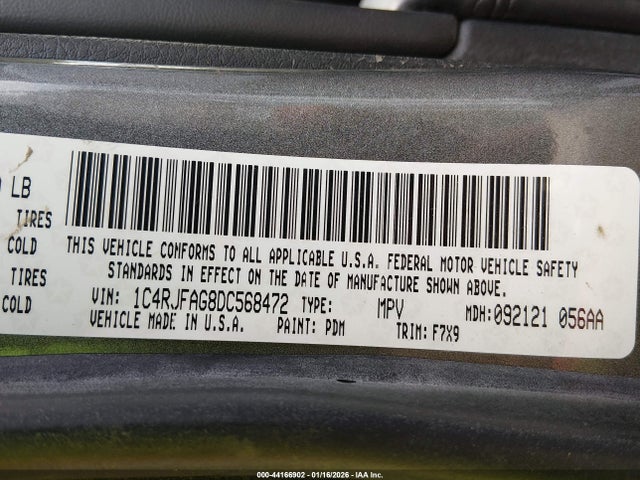 LB
TIRES
COLD
TIRES
COLD
THIS VEHICLE CONFORMS TO ALL APPLICABLE U.S.A. FEDERAL MOTOR VEHICLE SAFETY
STANDARDS IN EFFECT ON THE DATE OF MANUFACTURE SHOWN ABOVE.
VIN: 1C4RJFAG8DC568472 TYPE: MPV MDH: 092121 056AA
VEHICLE MADE IN U.S.A. PAINT: PDM TRIM: F7X9
000-44166902 - 01/16/2026 - IAA Inc.